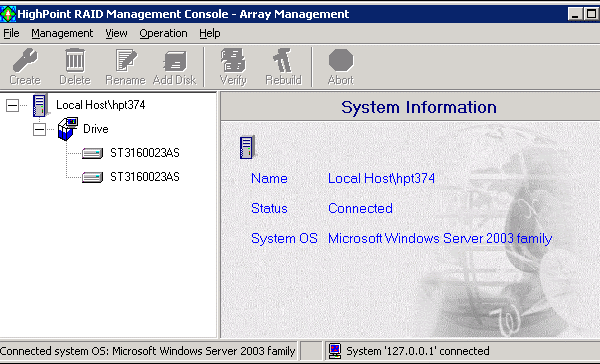 HighPoint RAID Management Console - Array Management
File Management View Operation Help
Create Delete Rename Add Disk Verify Rebuild Abort
Local Host\hpt374
Drive
ST3160023AS
ST3160023AS
System Information
Name Local Host\hpt374
Status Connected
System OS Microsoft Windows Server 2003 family
Connected system OS: Microsoft Windows Server 2003 family System '127.0.0.1' connected